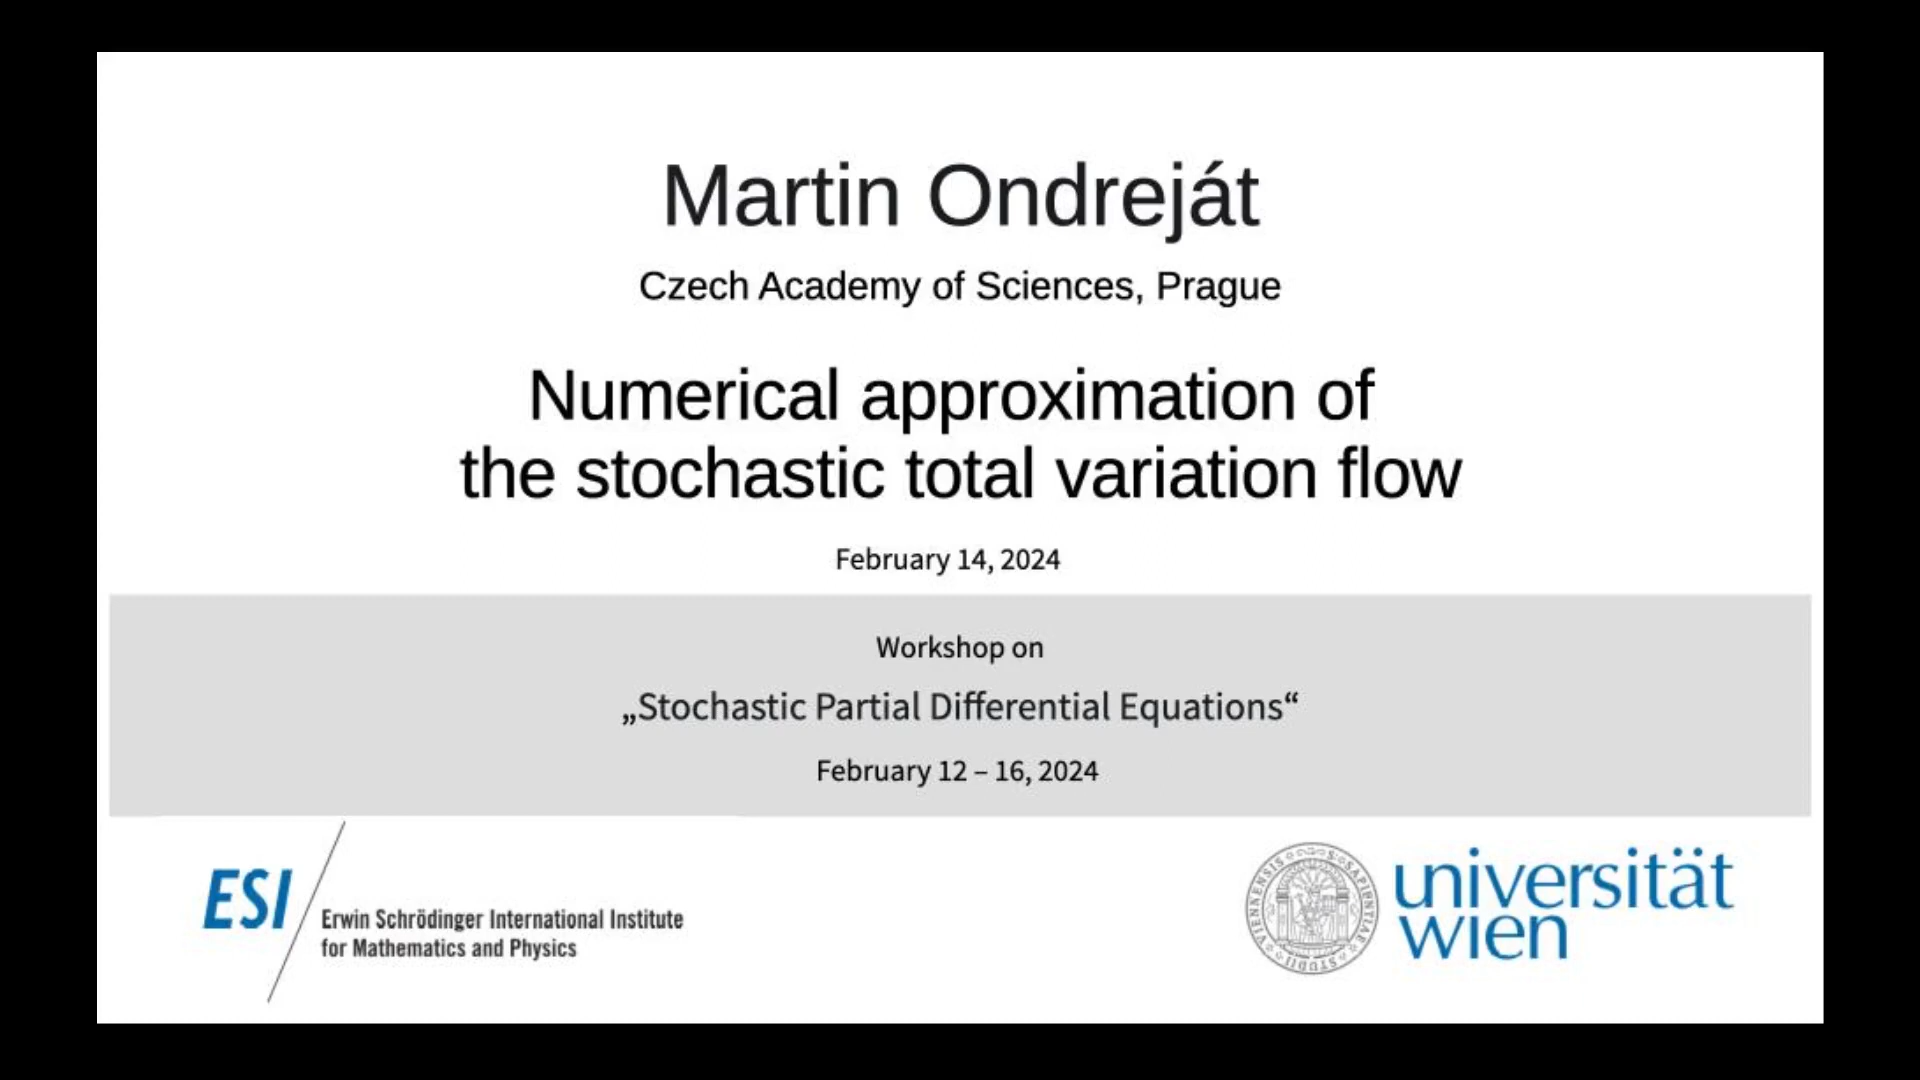 Martin Ondreját
Czech Academy of Sciences, Prague
Numerical approximation of
the stochastic total variation flow
February 14, 2024
Workshop on
„Stochastic Partial Differential Equations“
February 12 – 16, 2024
ESI
Erwin Schrödinger International Institute
for Mathematics and Physics
universität
wien